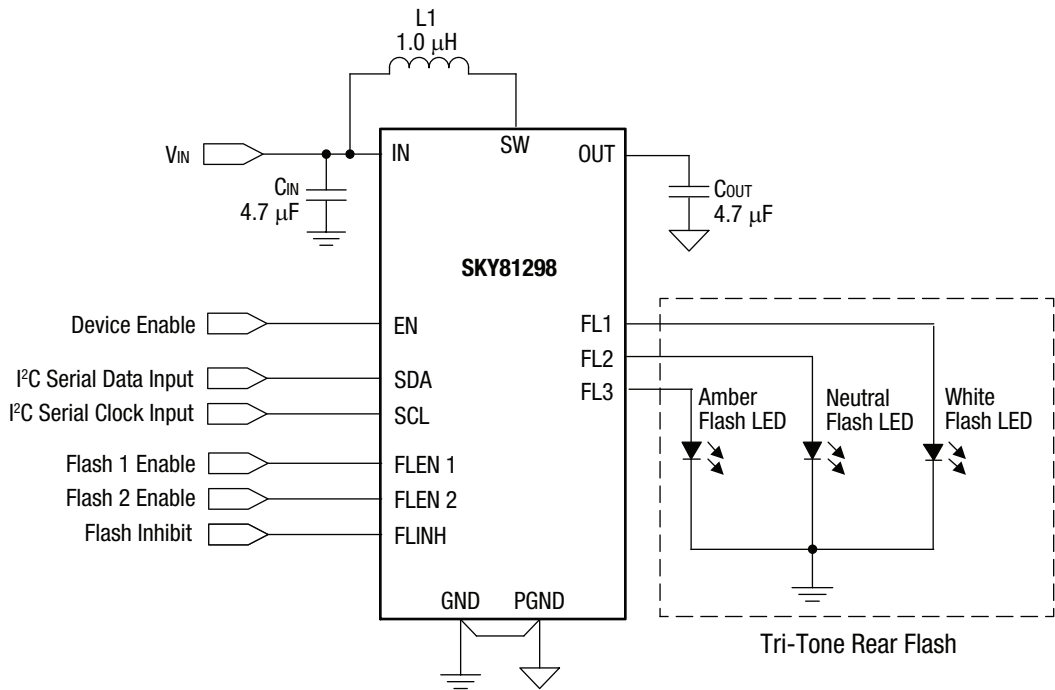 L1
1.0 μH
VIN
IN
SW
OUT
CIN
4.7 μF
COUT
4.7 μF
SKY81298
Device Enable
EN
FL1
FL2
I²C Serial Data Input
SDA
FL3
I²C Serial Clock Input
SCL
Amber
Flash LED
Neutral
Flash LED
White
Flash LED
Flash 1 Enable
FLEN 1
Flash 2 Enable
FLEN 2
Flash Inhibit
FLINH
GND
PGND
Tri-Tone Rear Flash